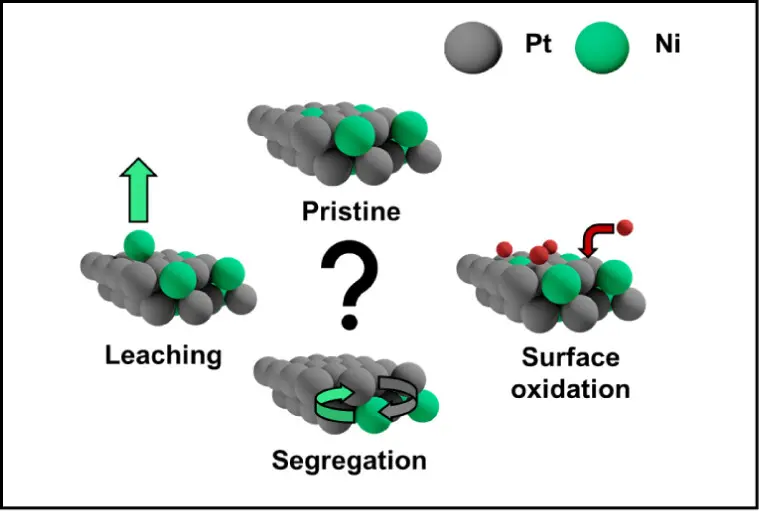 Pt
Ni
Pristine
?
Leaching
Surface
oxidation
Segregation